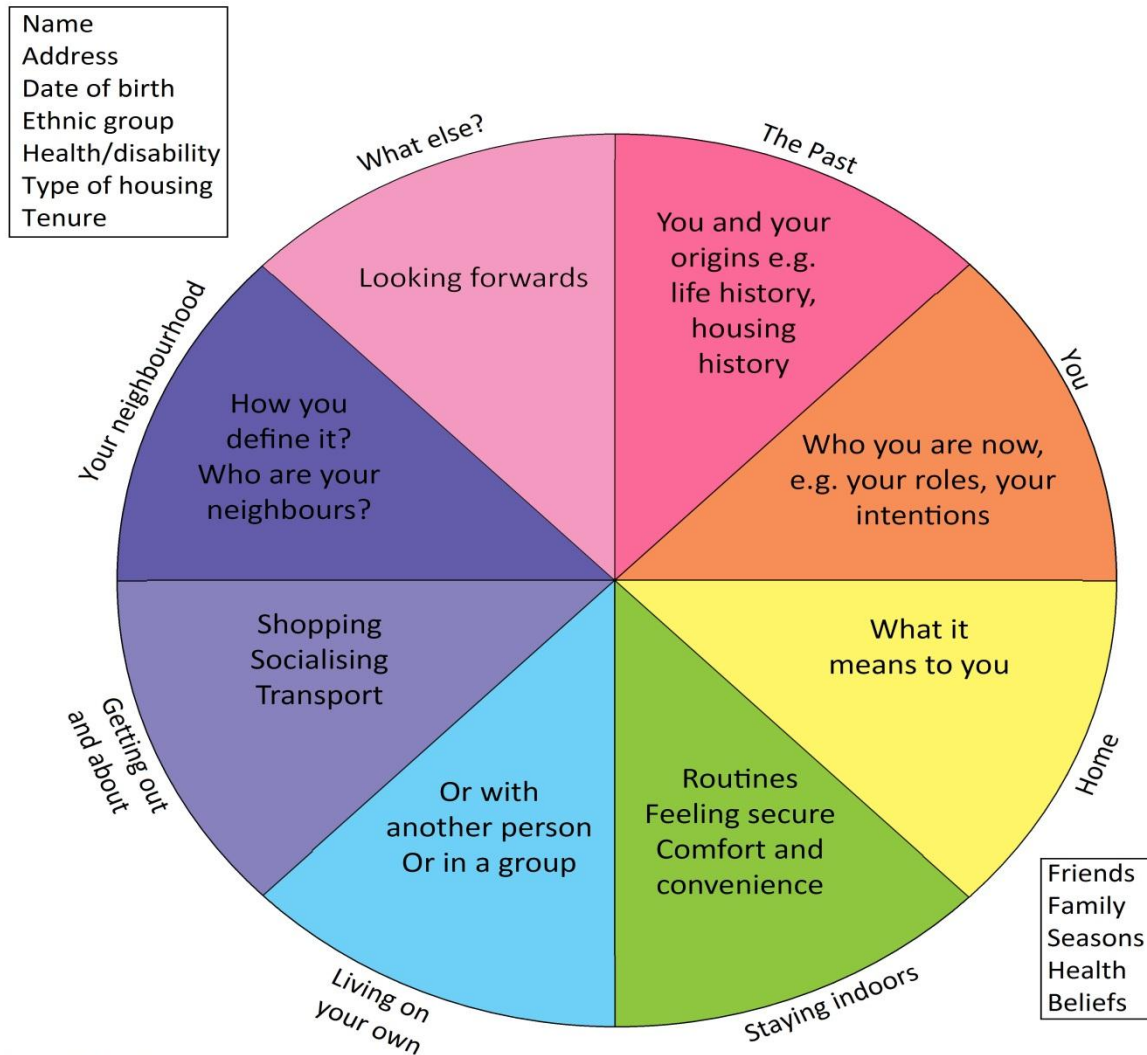 Name
Address
Date of birth
Ethnic group
Health/disability
Type of housing
Tenure
What else?
Looking forwards
The Past
You and your
origins e.g.
life history,
housing
history
You
Who you are now,
e.g. your roles, your
intentions
Home
What it
means to you
Staying indoors
Routines
Feeling secure
Comfort and
convenience
Living on
your own
Or with
another person
Or in a group
Getting out
and about
Shopping
Socialising
Transport
Your neighbourhood
How you
define it?
Who are your
neighbours?
Friends
Family
Seasons
Health
Beliefs